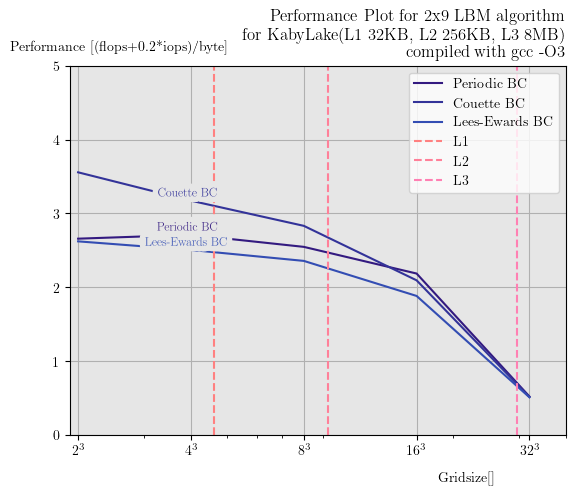 Performance Plot for 2x9 LBM algorithm
for KabyLake(L1 32KB, L2 256KB, L3 8MB)
compiled with gcc -O3
Performance [(flops+0.2*iops)/byte]
Periodic BC
Couette BC
Lees-Ewards BC
L1
L2
L3
5
4
3
2
1
0
Couette BC
Periodic BC
Lees-Ewards BC
2³ 4³ 8³ 16³ 32³
Gridsize[]